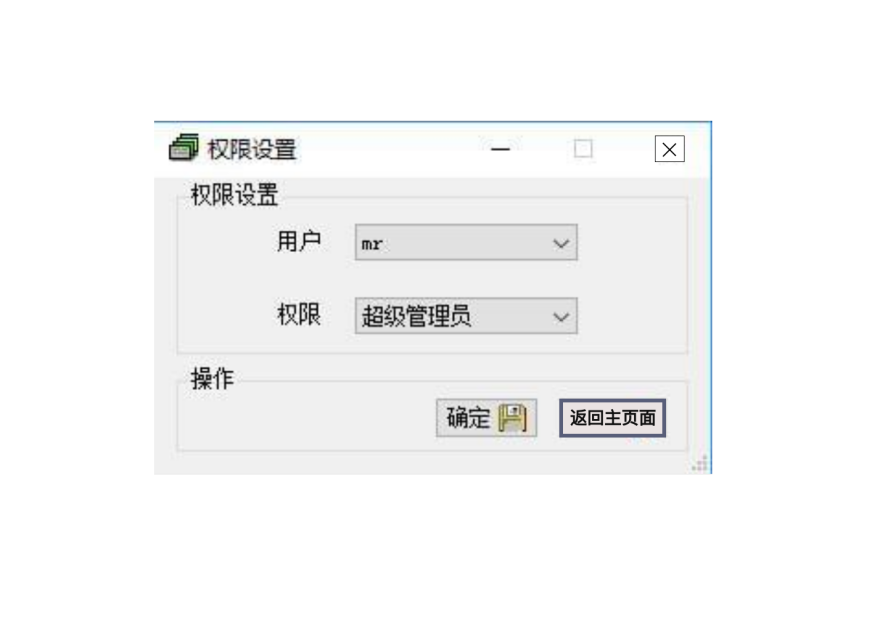 权限设置
权限设置
用户 mr
权限 超级管理员
操作
确定 返回主页面